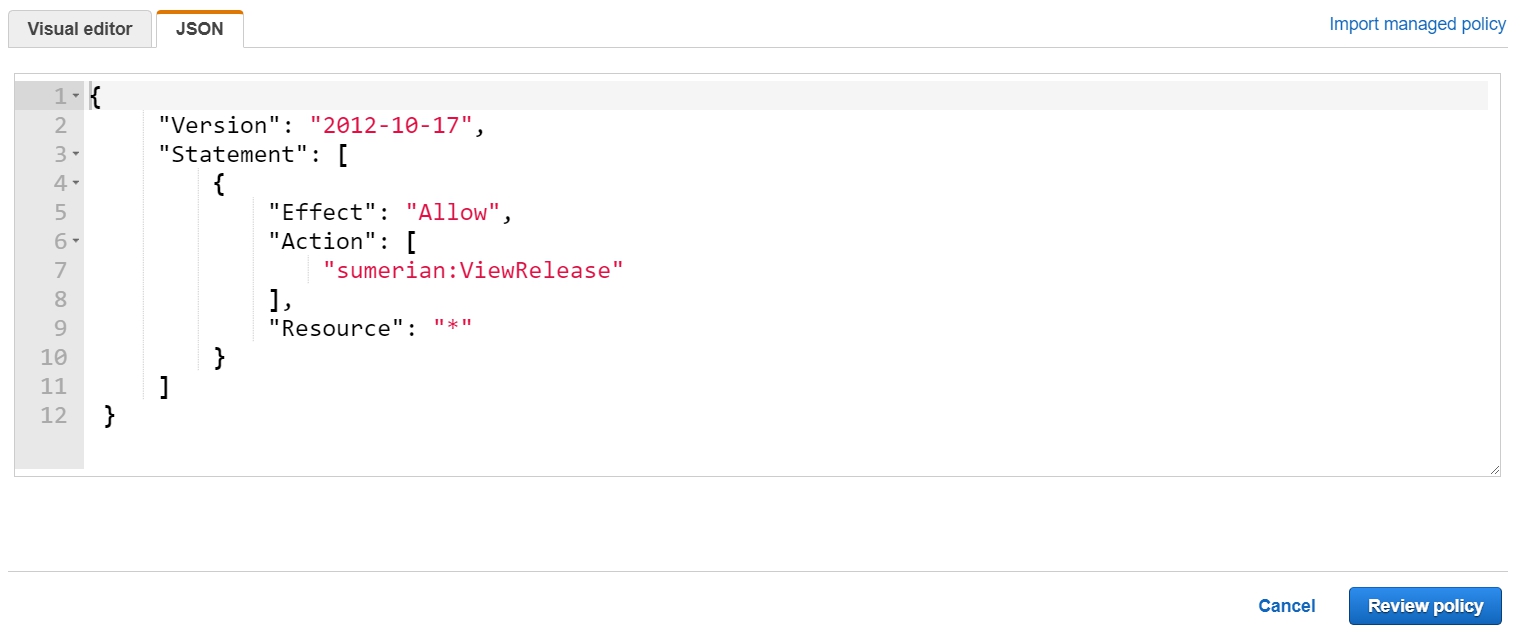 Visual editor
JSON
Import managed policy
1 {
2 "Version": "2012-10-17",
3 "Statement": [
4 {
5 "Effect": "Allow",
6 "Action": [
7 "sumerian:ViewRelease"
8 ],
9 "Resource": "*"
10 }
11 ]
12 }
Cancel
Review policy